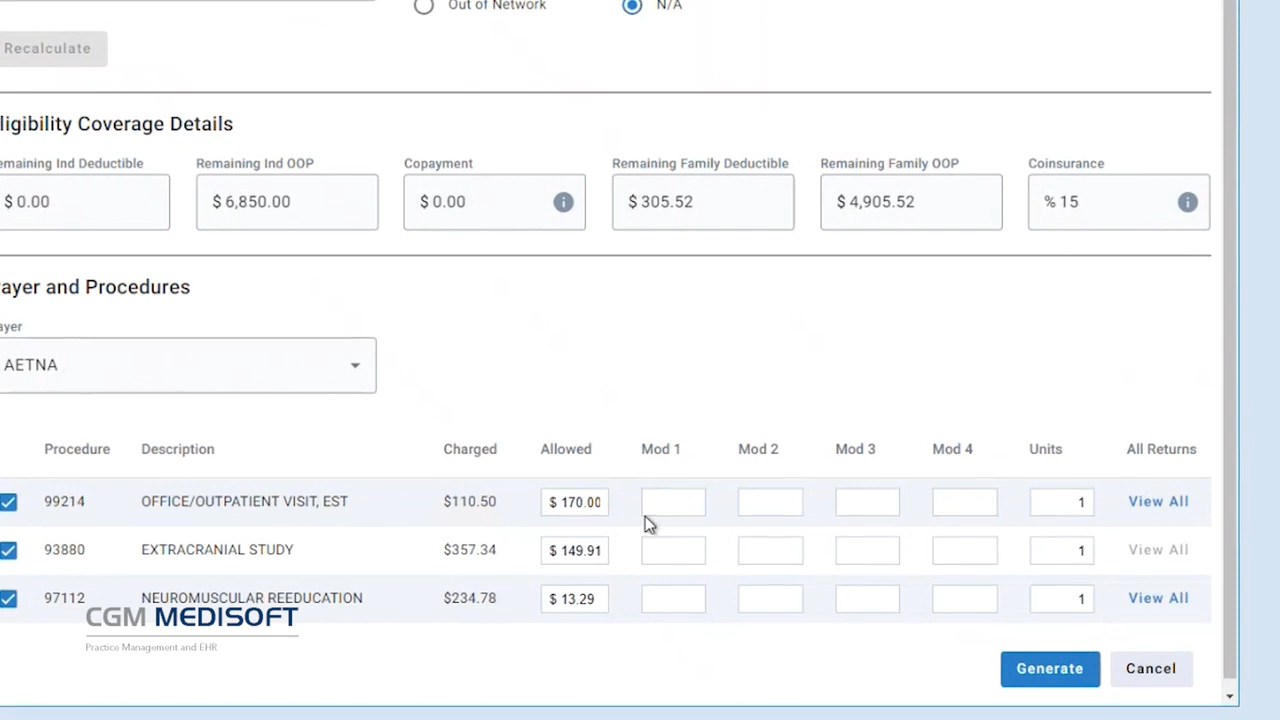 Out of Network N/A
Recalculate
ligibility Coverage Details
emaining Ind Deductible Remaining Ind OOP Copayment Remaining Family Deductible Remaining Family OOP Coinsurance
$ 0.00 $ 6,850.00 $ 0.00 $ 305.52 $ 4,905.52 % 15
ayer and Procedures
ayer
AETNA
Procedure Description Charged Allowed Mod 1 Mod 2 Mod 3 Mod 4 Units All Returns
99214 OFFICE/OUTPATIENT VISIT, EST $110.50 $ 170.00 1 View All
93880 EXTRACRANIAL STUDY $357.34 $ 149.91 1 View All
97112 NEUROMUSCULAR REEDUCATION $234.78 $ 13.29 1 View All
CGM MEDISOFT
Practice Management and EHR
Generate Cancel